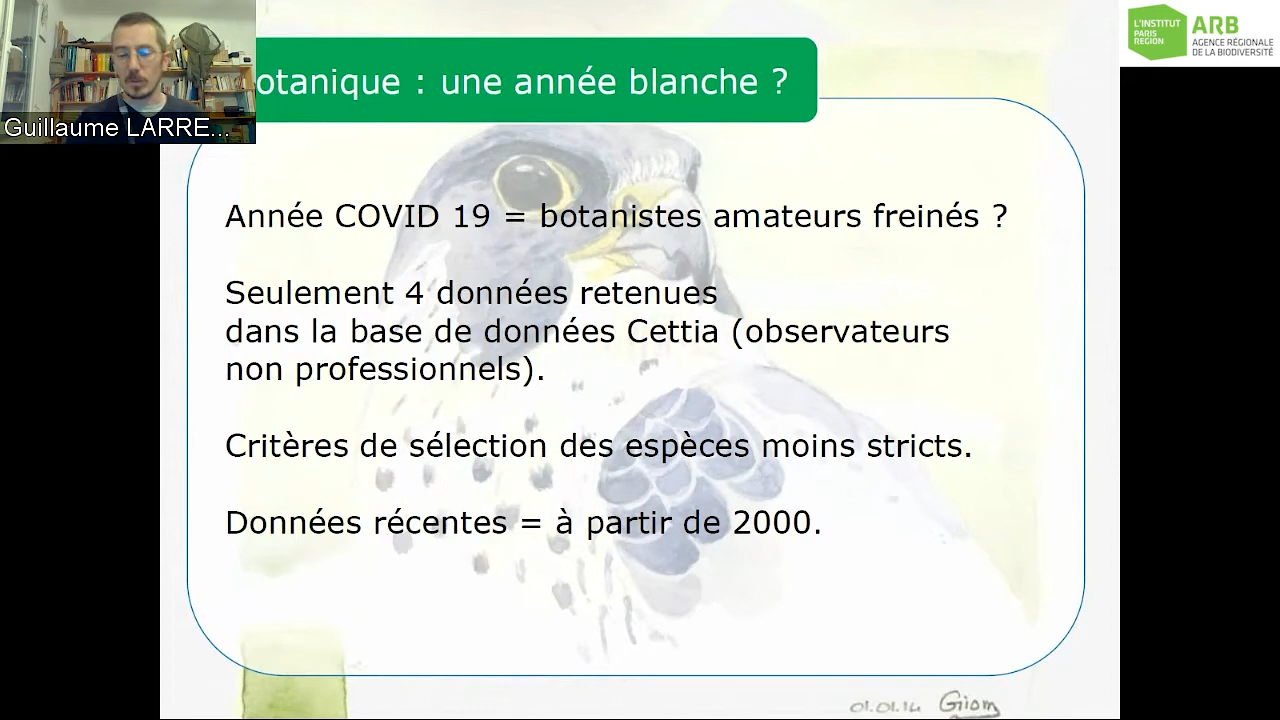 L'INSTITUT
PARIS
REGION
ARB
AGENCE RÉGIONALE
DE LA BIODIVERSITÉ
otanique : une année blanche ?
Guillaume LARRE...
Année COVID 19 = botanistes amateurs freinés ?
Seulement 4 données retenues
dans la base de données Cettia (observateurs
non professionnels).
Critères de sélection des espèces moins stricts.
Données récentes = à partir de 2000.
01.01.14 Giom